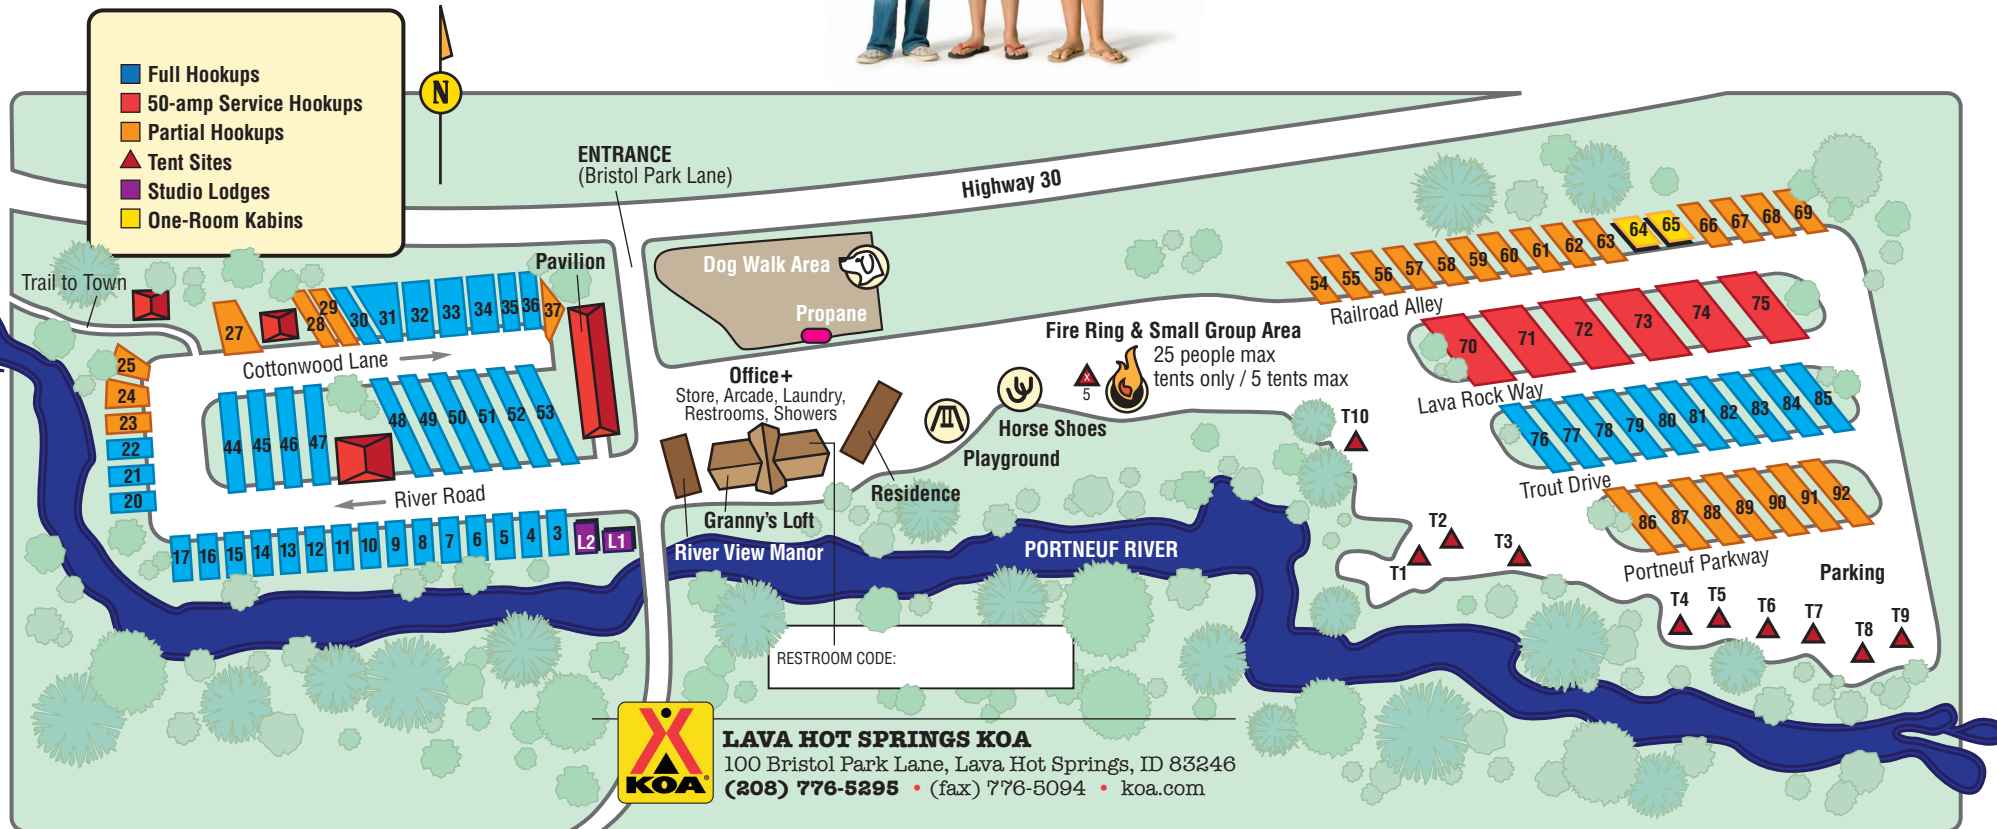 Full Hookups
50-amp Service Hookups
Partial Hookups
Tent Sites
Studio Lodges
One-Room Kabins
N
ENTRANCE
(Bristol Park Lane)
Highway 30
Trail to Town
Pavilion
Dog Walk Area
Propane
27
28
29
30
31
32
33
34
35
36
37
Cottonwood Lane
25
24
23
22
21
20
44
45
46
47
48
49
50
51
52
53
River Road
17
16
15
14
13
12
11
10
9
8
7
6
5
4
3
L2
L1
Office+
Store, Arcade, Laundry,
Restrooms, Showers
Granny's Loft
River View Manor
Residence
Playground
Horse Shoes
Fire Ring & Small Group Area
25 people max
tents only / 5 tents max
X
5
PORTNEUF RIVER
54
55
56
57
58
59
60
61
62
63
64
65
66
67
68
69
Railroad Alley
70
71
72
73
74
75
Lava Rock Way
76
77
78
79
80
81
82
83
84
85
Trout Drive
86
87
88
89
90
91
92
Portneuf Parkway
Parking
T10
T2
T1
T3
T4
T5
T6
T7
T8
T9
RESTROOM CODE:
KOA®
LAVA HOT SPRINGS KOA
100 Bristol Park Lane, Lava Hot Springs, ID 83246
(208) 776-5295 • (fax) 776-5094 • koa.com